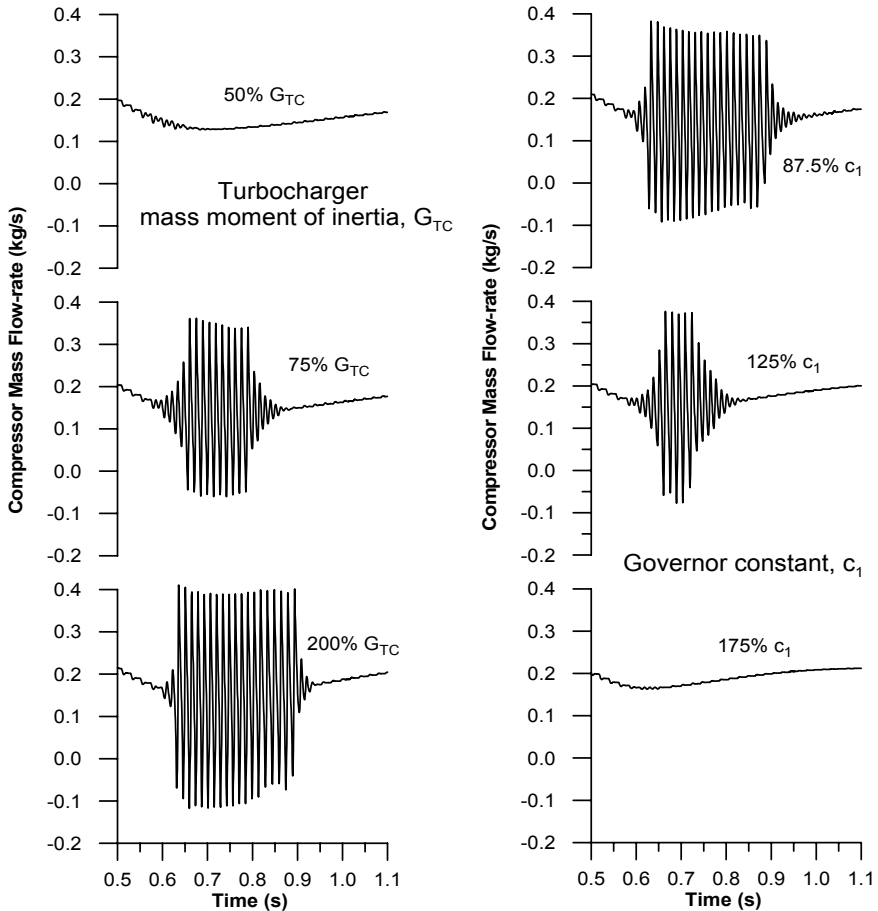 0.4
0.3
0.2
0.1
0.0
-0.1
-0.2
50% G_TC
Turbocharger
mass moment of inertia, G_TC
0.4
0.3
0.2
0.1
0.0
-0.1
-0.2
75% G_TC
0.4
0.3
0.2
0.1
0.0
-0.1
-0.2
200% G_TC
0.5 0.6 0.7 0.8 0.9 1.0 1.1
Time (s)
Compressor Mass Flow-rate (kg/s)
0.4
0.3
0.2
0.1
0.0
-0.1
-0.2
87.5% c_1
0.4
0.3
0.2
0.1
0.0
-0.1
-0.2
125% c_1
Governor constant, c_1
0.4
0.3
0.2
0.1
0.0
-0.1
-0.2
175% c_1
0.5 0.6 0.7 0.8 0.9 1.0 1.1
Time (s)
Compressor Mass Flow-rate (kg/s)